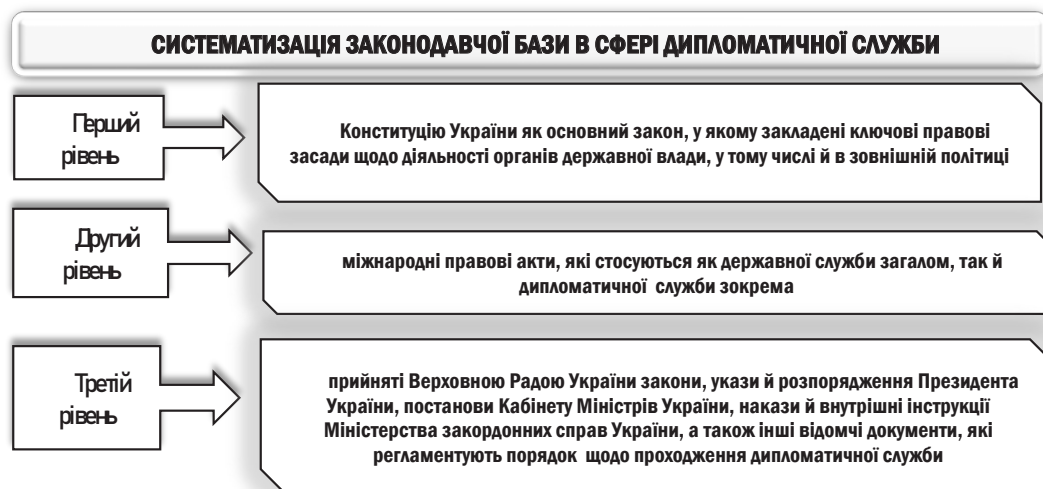 СИСТЕМАТИЗАЦІЯ ЗАКОНОДАВЧОЇ БАЗИ В СФЕРІ ДИПЛОМАТИЧНОЇ СЛУЖБИ
Перший
рівень
Конституцію України як основний закон, у якому закладені ключові правові
засади щодо діяльності органів державної влади, у тому числі й в зовнішній політиці
Другий
рівень
міжнародні правові акти, які стосуються як державної служби загалом, так й
дипломатичної служби зокрема
Третій
рівень
прийняті Верховною Радою України закони, укази й розпорядження Президента
України, постанови Кабінету Міністрів України, накази й внутрішні інструкції
Міністерства закордонних справ України, а також інші відомчі документи, які
регламентують порядок щодо проходження дипломатичної служби